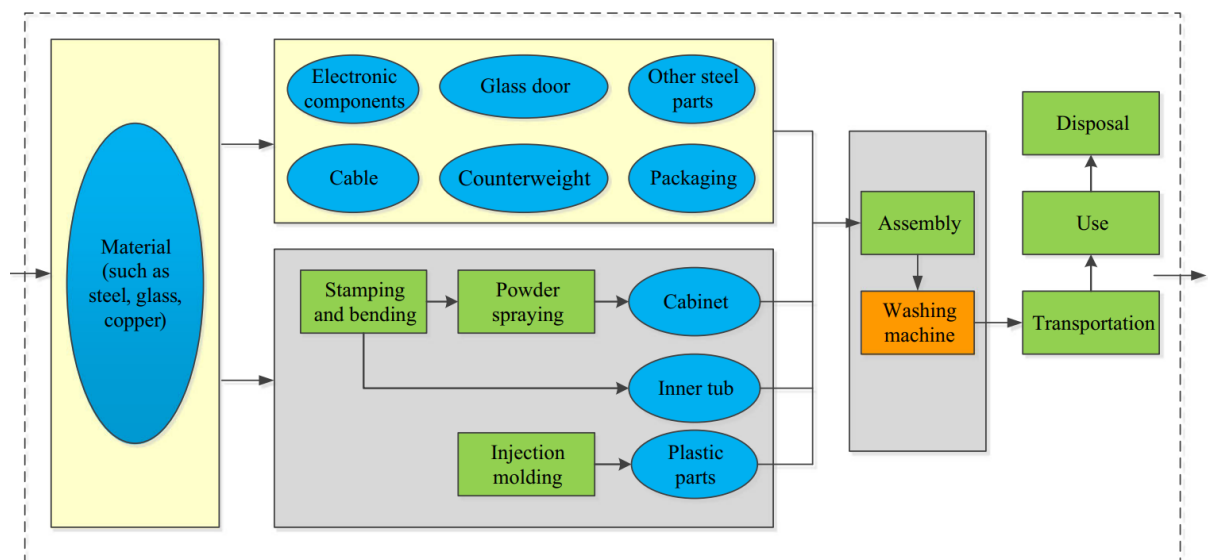 Material
(such as
steel, glass,
copper)
Electronic
components
Glass door
Other steel
parts
Cable
Counterweight
Packaging
Stamping
and bending
Powder
spraying
Cabinet
Inner tub
Injection
molding
Plastic
parts
Assembly
Washing
machine
Disposal
Use
Transportation